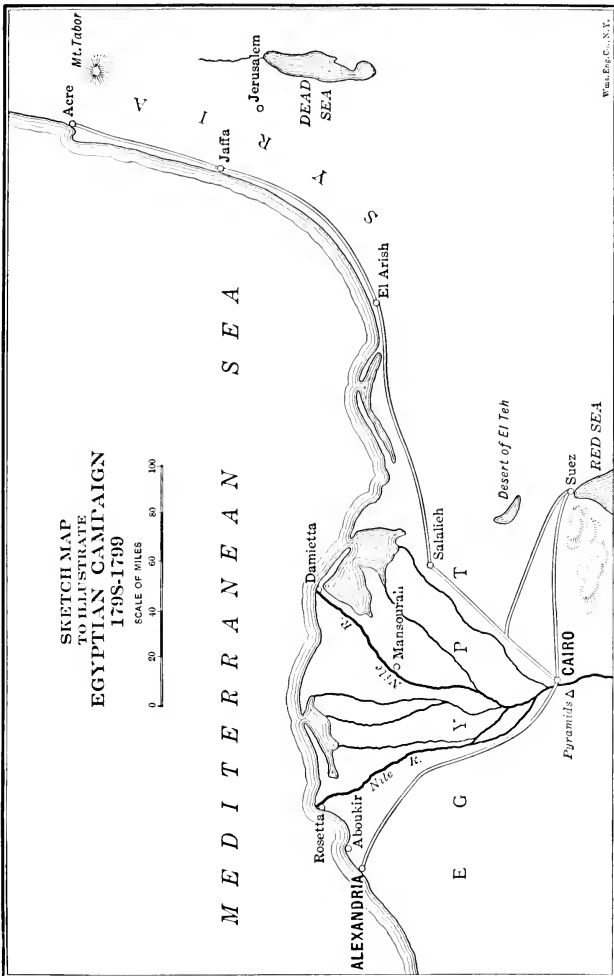 SKETCH MAP
TO ILLUSTRATE
EGYPTIAN CAMPAIGN
1798-1799
SCALE OF MILES
0 20 40 60 80 100
MEDITERRANEAN SEA
Mt. Tabor
Acre
SYRIA
Jaffa
Jerusalem
DEAD
SEA
El Arish
Damietta
Rosetta
Aboukir
ALEXANDRIA
Nile R.
Nile R.
Mansourah
Salalieh
Desert of El Teh
Suez
RED SEA
CAIRO
Pyramids
EGYPT
Wms. Eng. Co., N.Y.